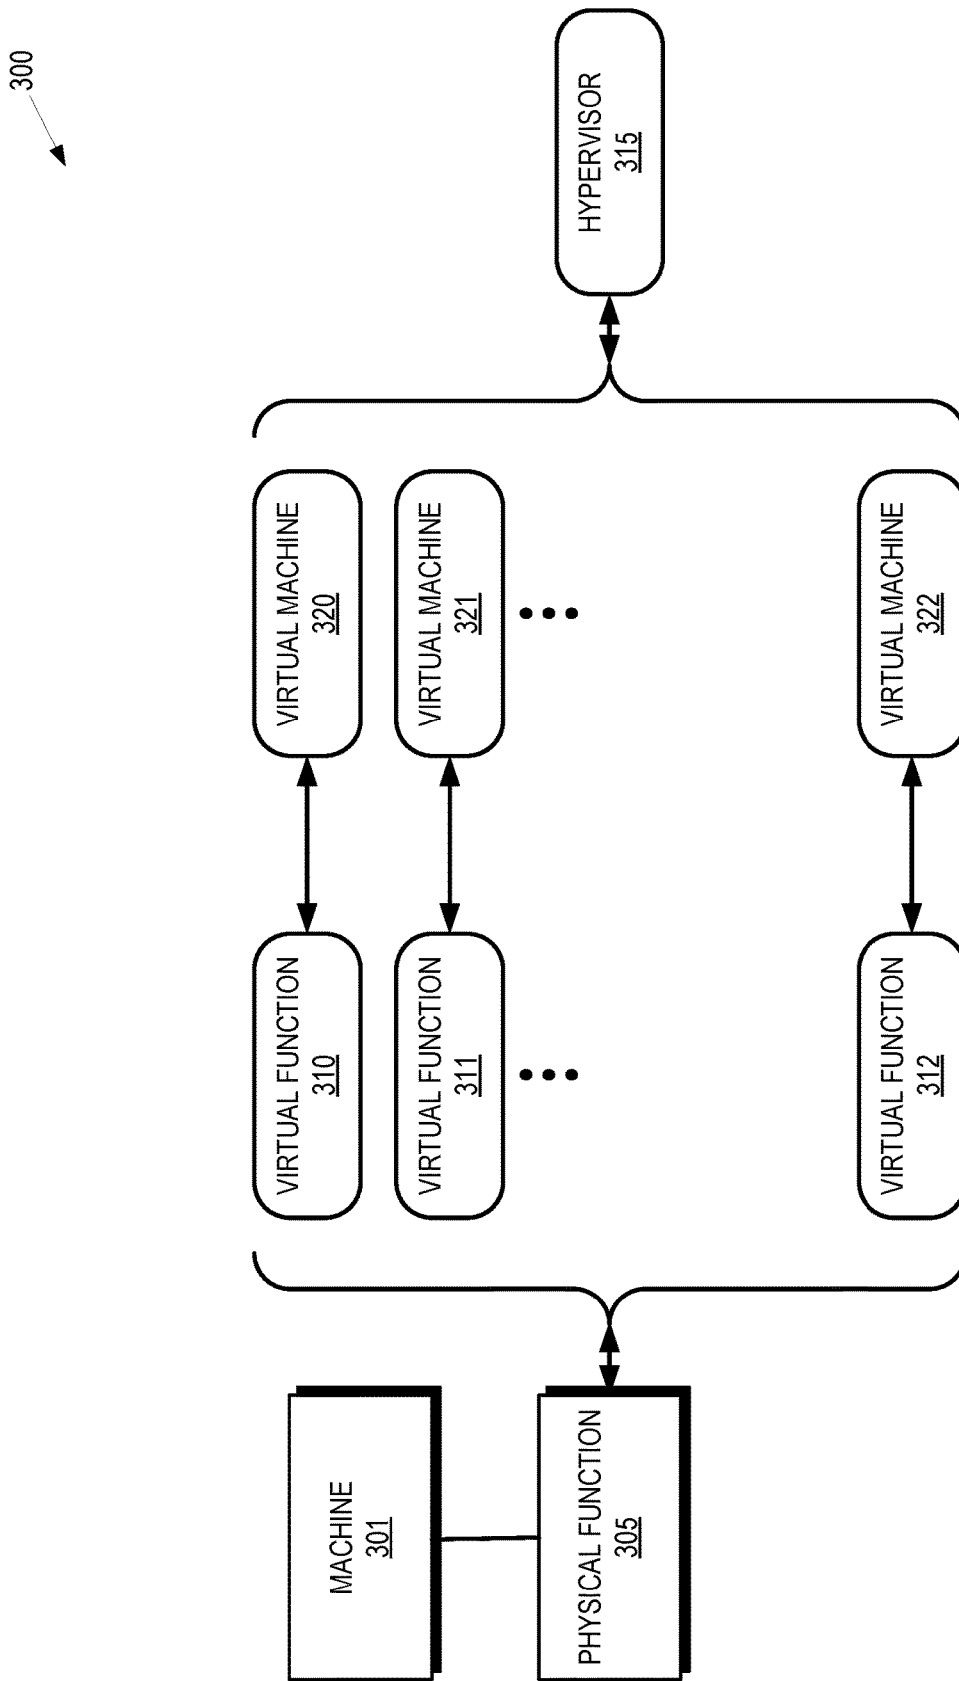 300
MACHINE
301
PHYSICAL FUNCTION
305
VIRTUAL FUNCTION
310
VIRTUAL FUNCTION
311
VIRTUAL FUNCTION
312
VIRTUAL MACHINE
320
VIRTUAL MACHINE
321
VIRTUAL MACHINE
322
HYPERVISOR
315